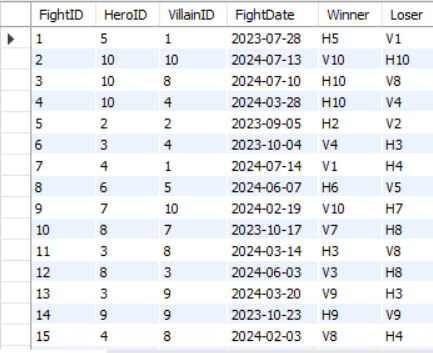 FightID HeroID VillainID FightDate Winner Loser
1 5 1 2023-07-28 H5 V1
2 10 10 2024-07-13 V10 H10
3 10 8 2024-07-10 H10 V8
4 10 4 2024-03-28 H10 V4
5 2 2 2023-09-05 H2 V2
6 3 4 2023-10-04 V4 H3
7 4 1 2024-07-14 V1 H4
8 6 5 2024-06-07 H6 V5
9 7 10 2024-02-19 V10 H7
10 8 7 2023-10-17 V7 H8
11 3 8 2024-03-14 H3 V8
12 8 3 2024-06-03 V3 H8
13 3 9 2024-03-20 V9 H3
14 9 9 2023-10-23 H9 V9
15 4 8 2024-02-03 V8 H4